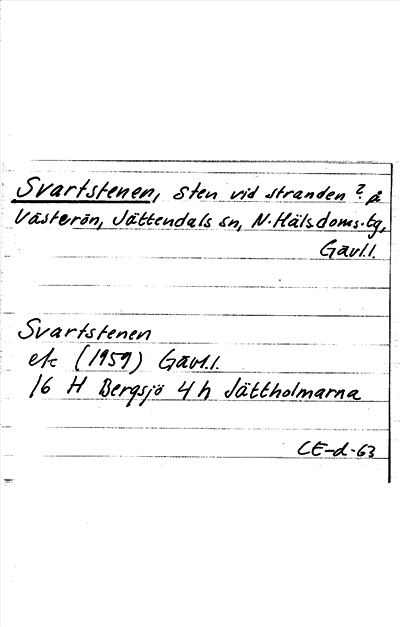 Svartstenen, sten vid stranden ? å
Västerön, Jättendals sn, N. Hälsdoms. tg,
Gävl.l.
Svartstenen
ek (1959) Gävl.l.
16 H Bergsjö 4 h Jättholmarna
CE-d-63